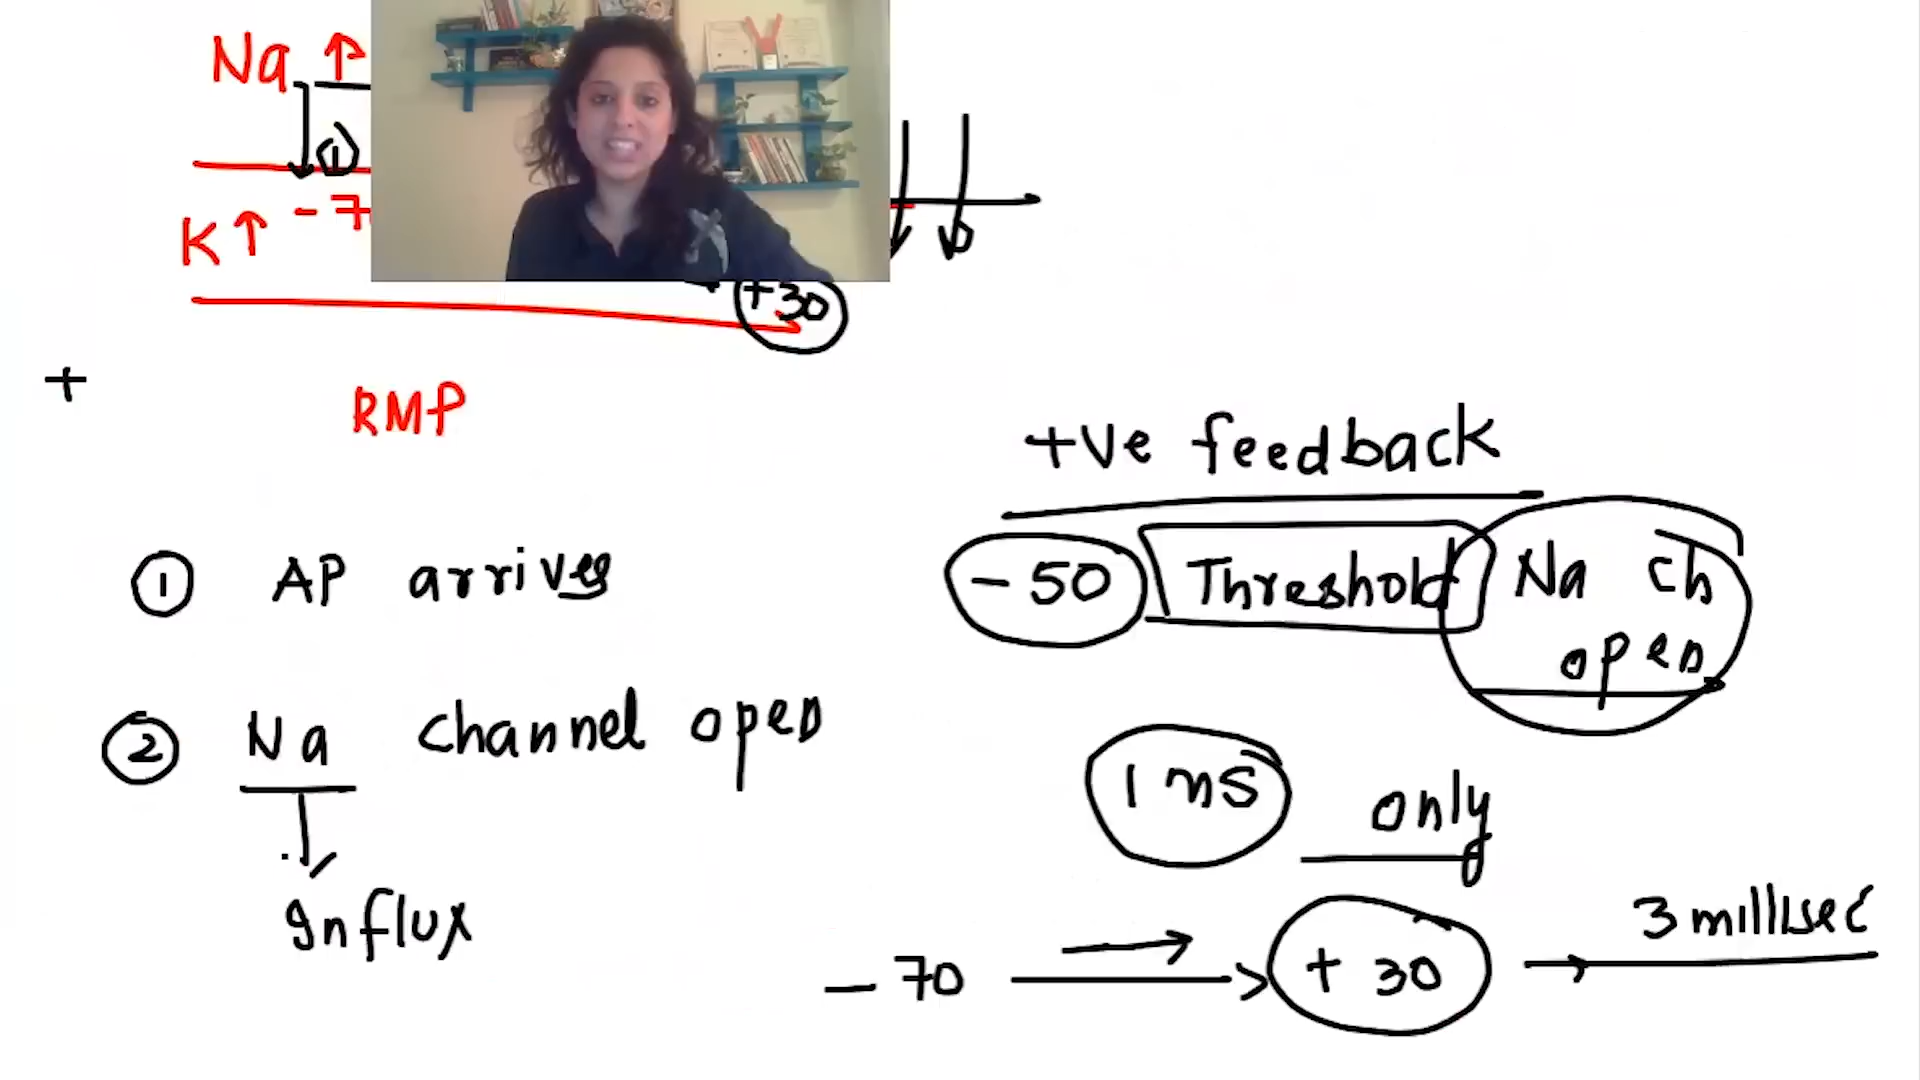 Na ↑
①
K ↑ -7
+30
+
RMP
+ve feedback
① AP arrives
-50 Threshold Na ch
open
② Na channel open
1 ms only
Influx
3 millisec
-70 → +30 →